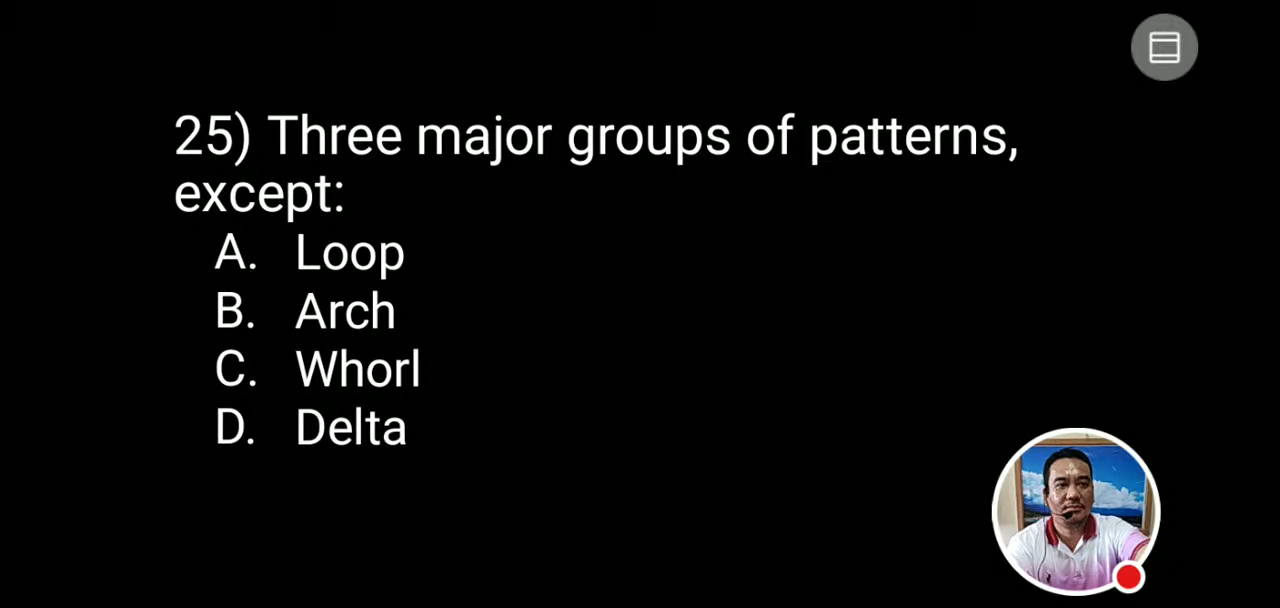 25) Three major groups of patterns,
except:
A. Loop
B. Arch
C. Whorl
D. Delta